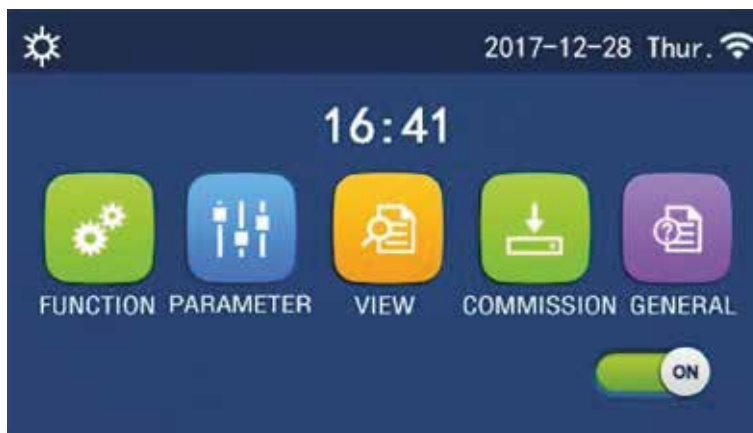 2017-12-28 Thur.
16:41
FUNCTION PARAMETER VIEW COMMISSION GENERAL
ON